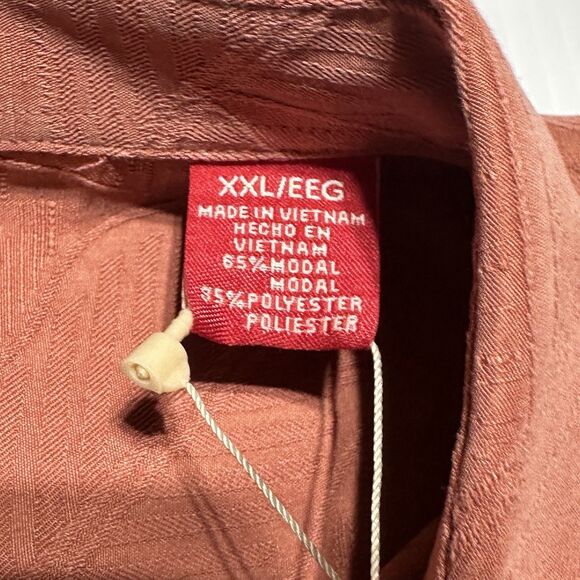 XXL/EEG
MADE IN VIETNAM
HECHO EN
VIETNAM
65% MODAL
MODAL
35% POLYESTER
POLIESTER